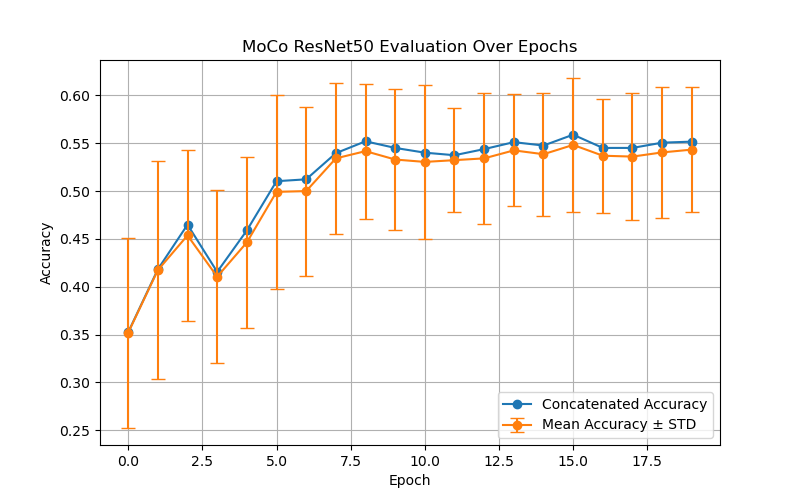 MoCo ResNet50 Evaluation Over Epochs
Accuracy
0.60
0.55
0.50
0.45
0.40
0.35
0.30
0.25
Concatenated Accuracy
Mean Accuracy ± STD
0.0 2.5 5.0 7.5 10.0 12.5 15.0 17.5
Epoch